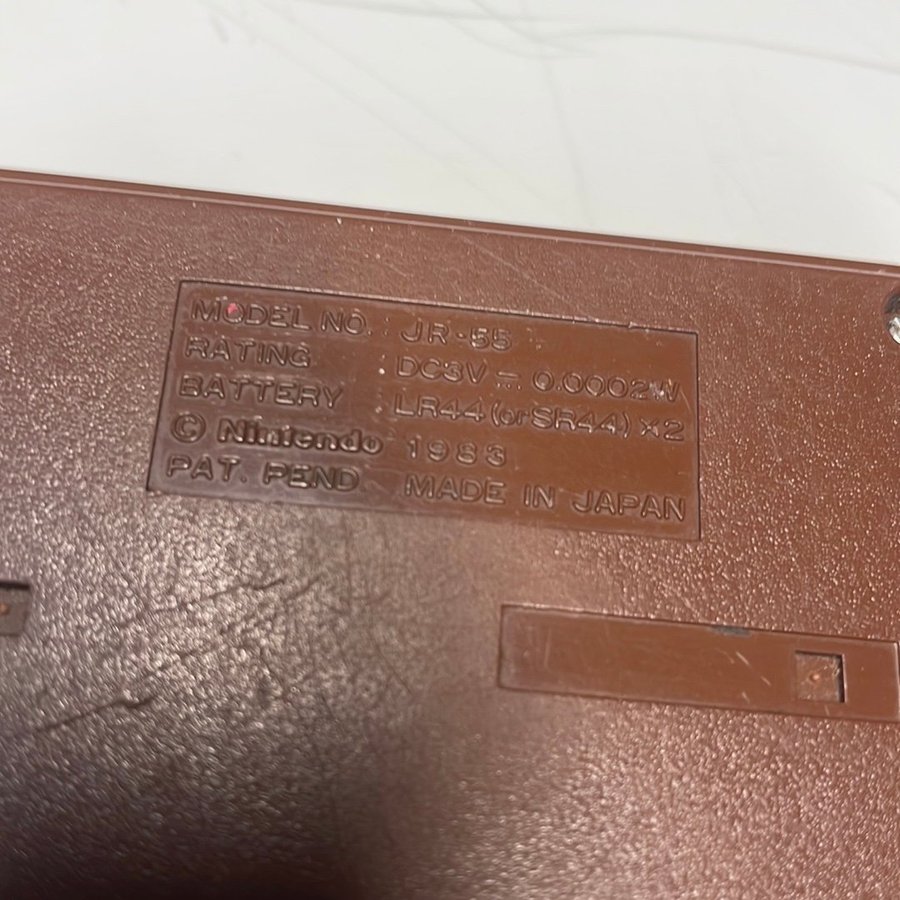 MODEL NO. JR-55
RATING DC3V ⎓ 0.0002W
BATTERY LR44 (or SR44) ×2
© Nintendo 1983
PAT. PEND. MADE IN JAPAN